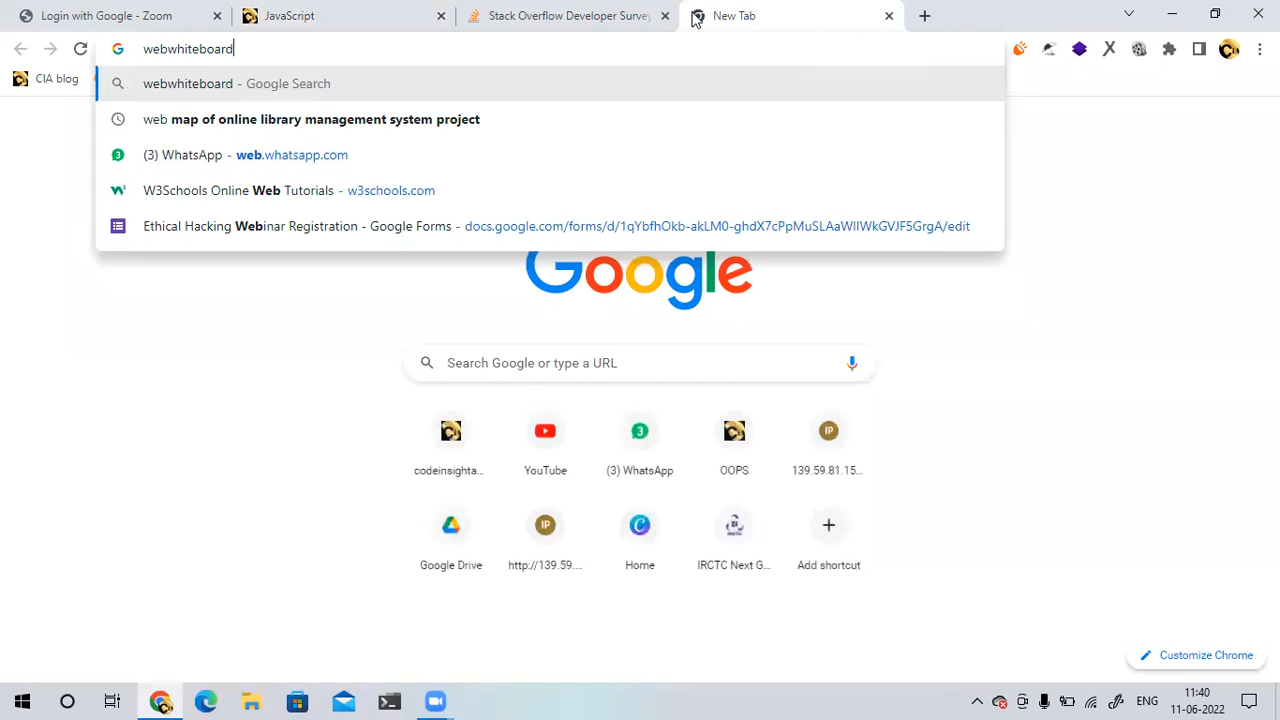 Login with Google - Zoom
JavaScript
Stack Overflow Developer Surve
New Tab
webwhiteboard
CIA blog
webwhiteboard - Google Search
web map of online library management system project
(3) WhatsApp - web.whatsapp.com
W3Schools Online Web Tutorials - w3schools.com
Ethical Hacking Webinar Registration - Google Forms - docs.google.com/forms/d/1qYbfhOkb-akLM0-ghdX7cPpMuSLAaWIIWkGVJF5GrgA/edit
Google
Search Google or type a URL
codeinsighta...
YouTube
(3) WhatsApp
OOPS
139.59.81.15...
Google Drive
http://139.59....
Home
IRCTC Next G...
Add shortcut
Customize Chrome
ENG
11:40
11-06-2022